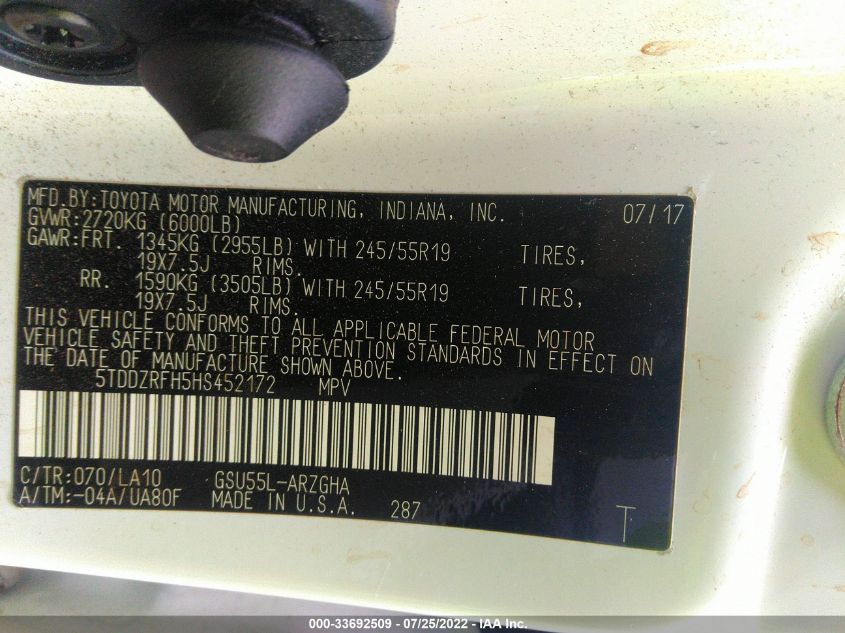 MFD.BY:TOYOTA MOTOR MANUFACTURING, INDIANA, INC. 07/17
GVWR:2720KG (6000LB)
GAWR:FRT. 1345KG (2955LB) WITH 245/55R19 TIRES,
19X7.5J RIMS.
RR. 1590KG (3505LB) WITH 245/55R19 TIRES,
19X7.5J RIMS.
THIS VEHICLE CONFORMS TO ALL APPLICABLE FEDERAL MOTOR
VEHICLE SAFETY AND THEFT PREVENTION STANDARDS IN EFFECT ON
THE DATE OF MANUFACTURE SHOWN ABOVE.
5TDDZRFH5HS452172 MPV
C/TR:070/LA10 GSU55L-ARZGHA
A/TM:-04A/UA80F MADE IN U.S.A. 287 T
000-33692509 - 07/25/2022 - IAA Inc.